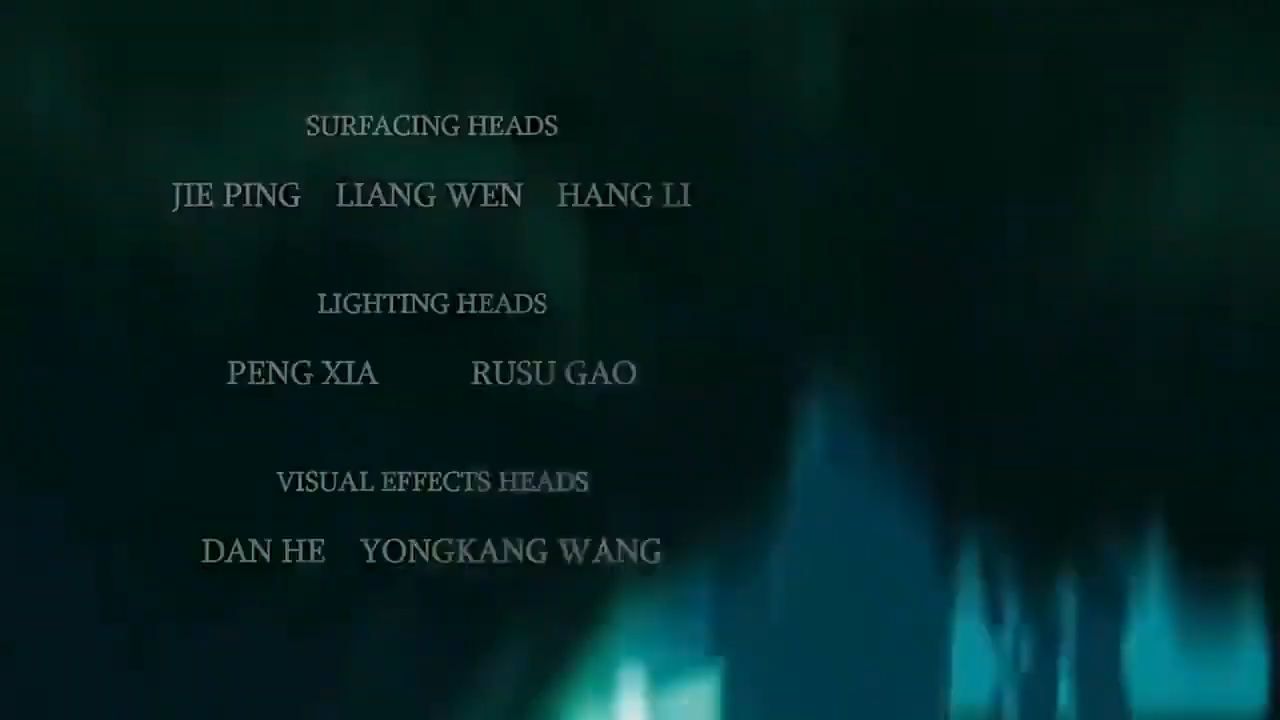 SURFACING HEADS
JIE PING LIANG WEN HANG LI
LIGHTING HEADS
PENG XIA RUSU GAO
VISUAL EFFECTS HEADS
DAN HE YONGKANG WANG